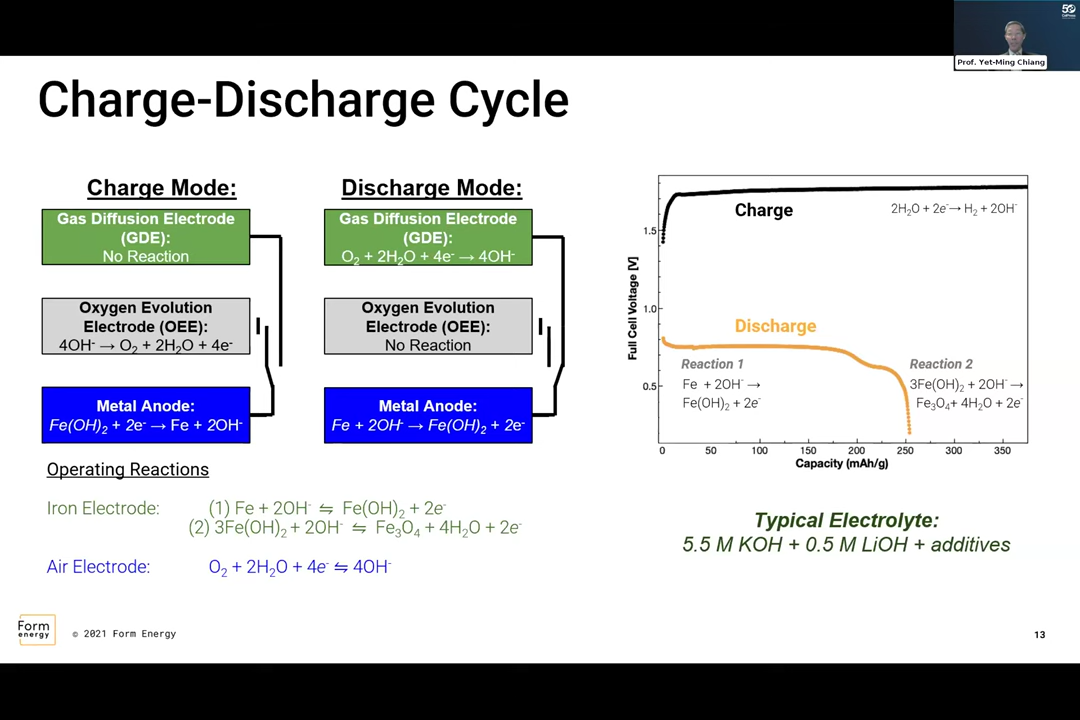 50
Prof. Yet-Ming Chiang
Charge-Discharge Cycle
Charge Mode:
Gas Diffusion Electrode
(GDE):
No Reaction
Oxygen Evolution
Electrode (OEE):
4OH⁻ → O₂ + 2H₂O + 4e⁻
Metal Anode:
Fe(OH)₂ + 2e⁻ → Fe + 2OH⁻
Discharge Mode:
Gas Diffusion Electrode
(GDE):
O₂ + 2H₂O + 4e⁻ → 4OH⁻
Oxygen Evolution
Electrode (OEE):
No Reaction
Metal Anode:
Fe + 2OH⁻ → Fe(OH)₂ + 2e⁻
Operating Reactions
Iron Electrode: (1) Fe + 2OH⁻ ⇋ Fe(OH)₂ + 2e⁻
(2) 3Fe(OH)₂ + 2OH⁻ ⇋ Fe₃O₄ + 4H₂O + 2e⁻
Air Electrode: O₂ + 2H₂O + 4e⁻ ⇋ 4OH⁻
Full Cell Voltage [V]
1.5
1.0
0.5
Charge
2H₂O + 2e⁻→ H₂ + 2OH⁻
Discharge
Reaction 1
Fe + 2OH⁻ →
Fe(OH)₂ + 2e⁻
Reaction 2
3Fe(OH)₂ + 2OH⁻ →
Fe₃O₄+ 4H₂O + 2e⁻
0 50 100 150 200 250 300 350
Capacity (mAh/g)
Typical Electrolyte:
5.5 M KOH + 0.5 M LiOH + additives
Form
energy
© 2021 Form Energy
13